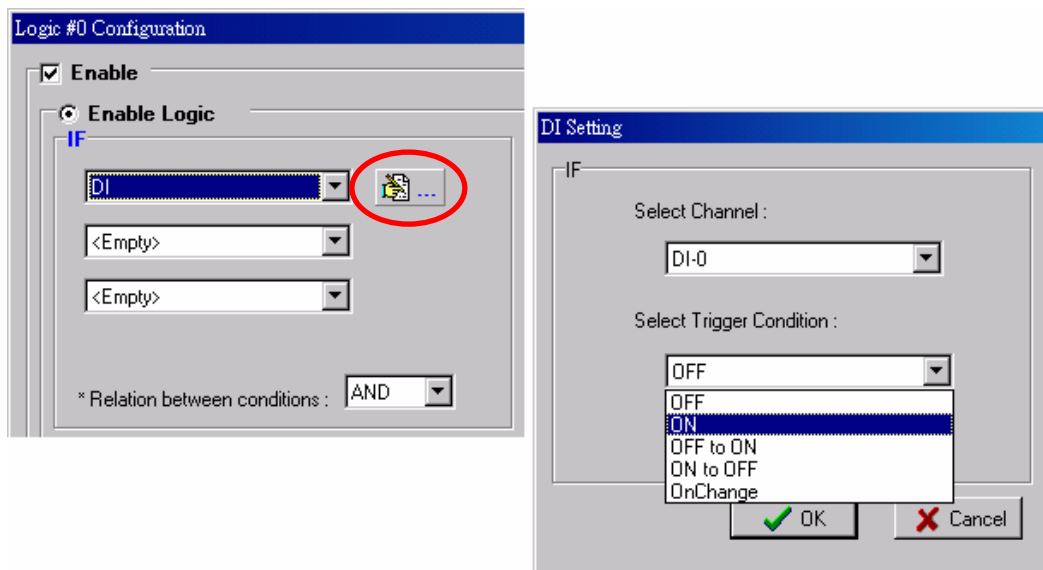 Logic #0 Configuration
Enable
Enable Logic
IF
DI
...
<Empty>
<Empty>
* Relation between conditions :
AND
DI Setting
IF
Select Channel :
DI-0
Select Trigger Condition :
OFF
OFF
ON
OFF to ON
ON to OFF
OnChange
OK
Cancel